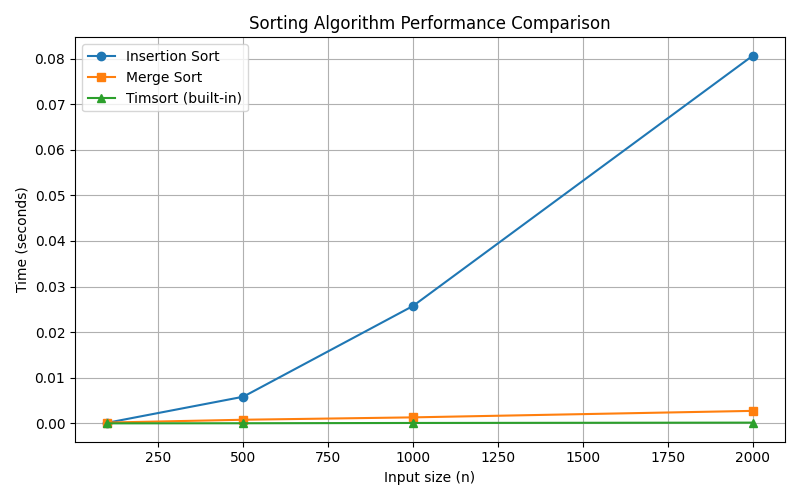 Sorting Algorithm Performance Comparison
Insertion Sort
Merge Sort
Timsort (built-in)
Time (seconds)
0.08
0.07
0.06
0.05
0.04
0.03
0.02
0.01
0.00
250 500 750 1000 1250 1500 1750 2000
Input size (n)